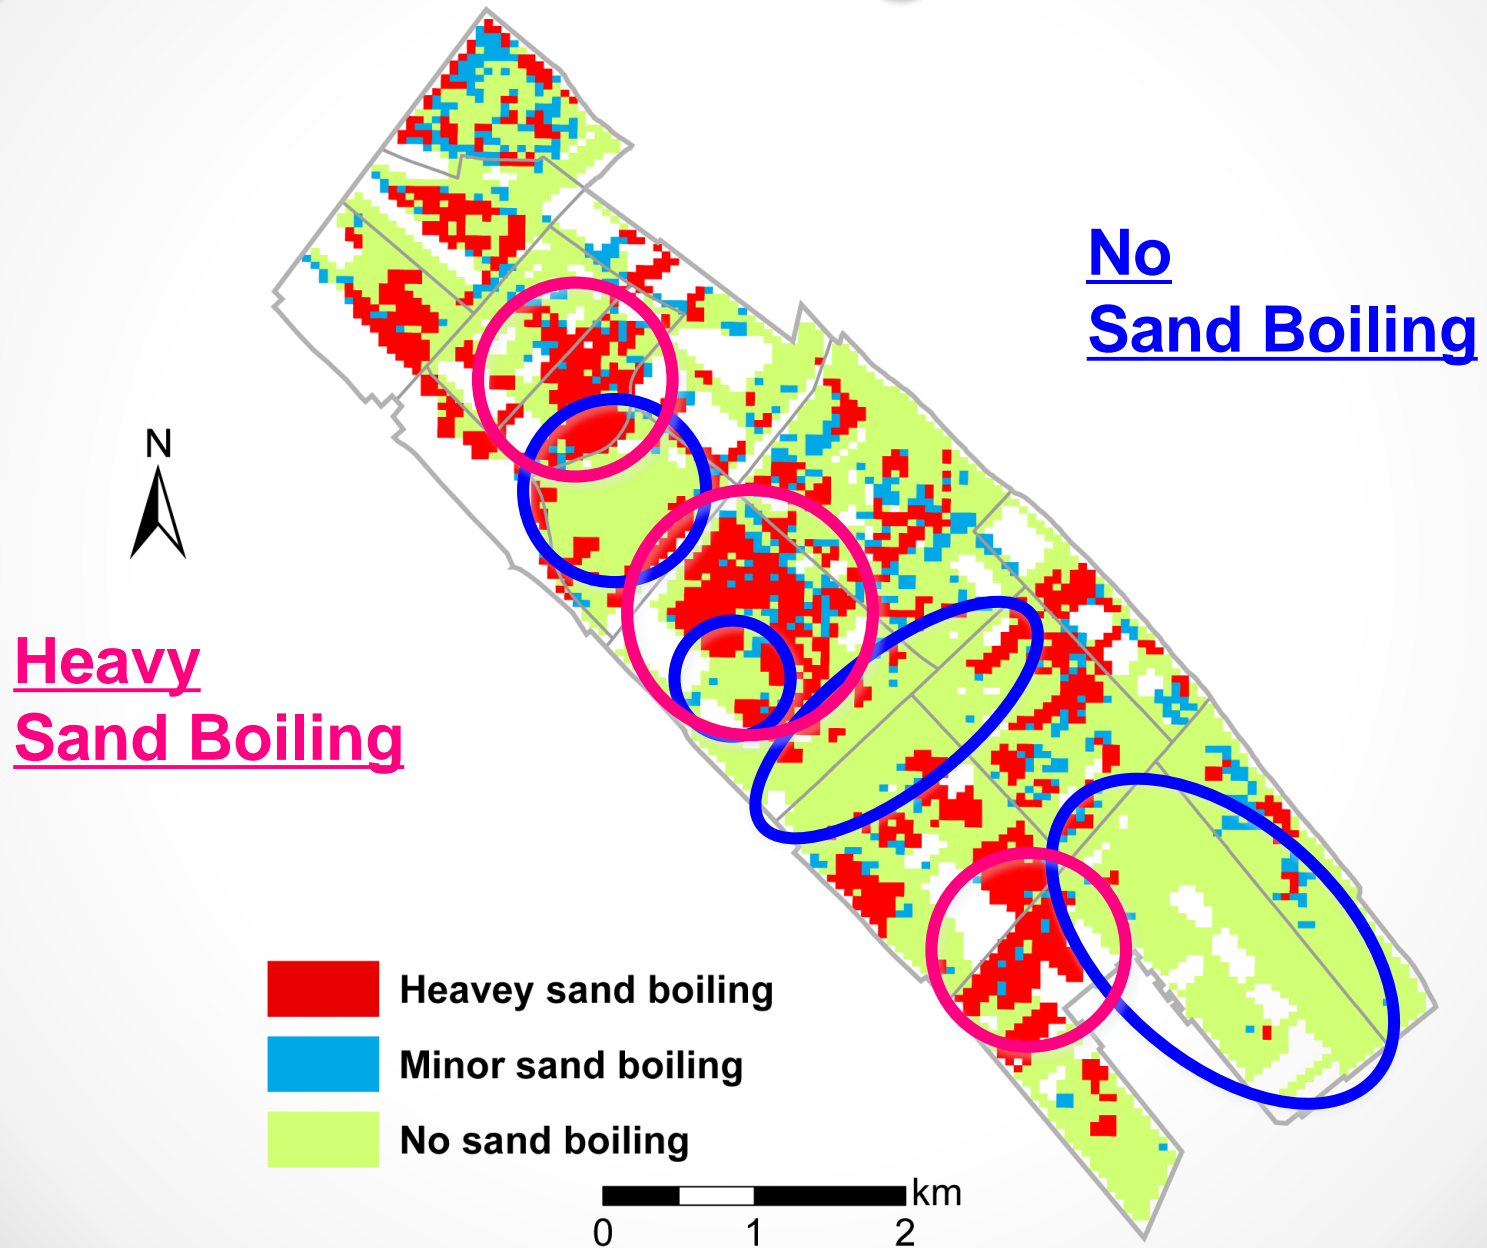 No
Sand Boiling
N
Heavy
Sand Boiling
Heavey sand boiling
Minor sand boiling
No sand boiling
km
0 1 2